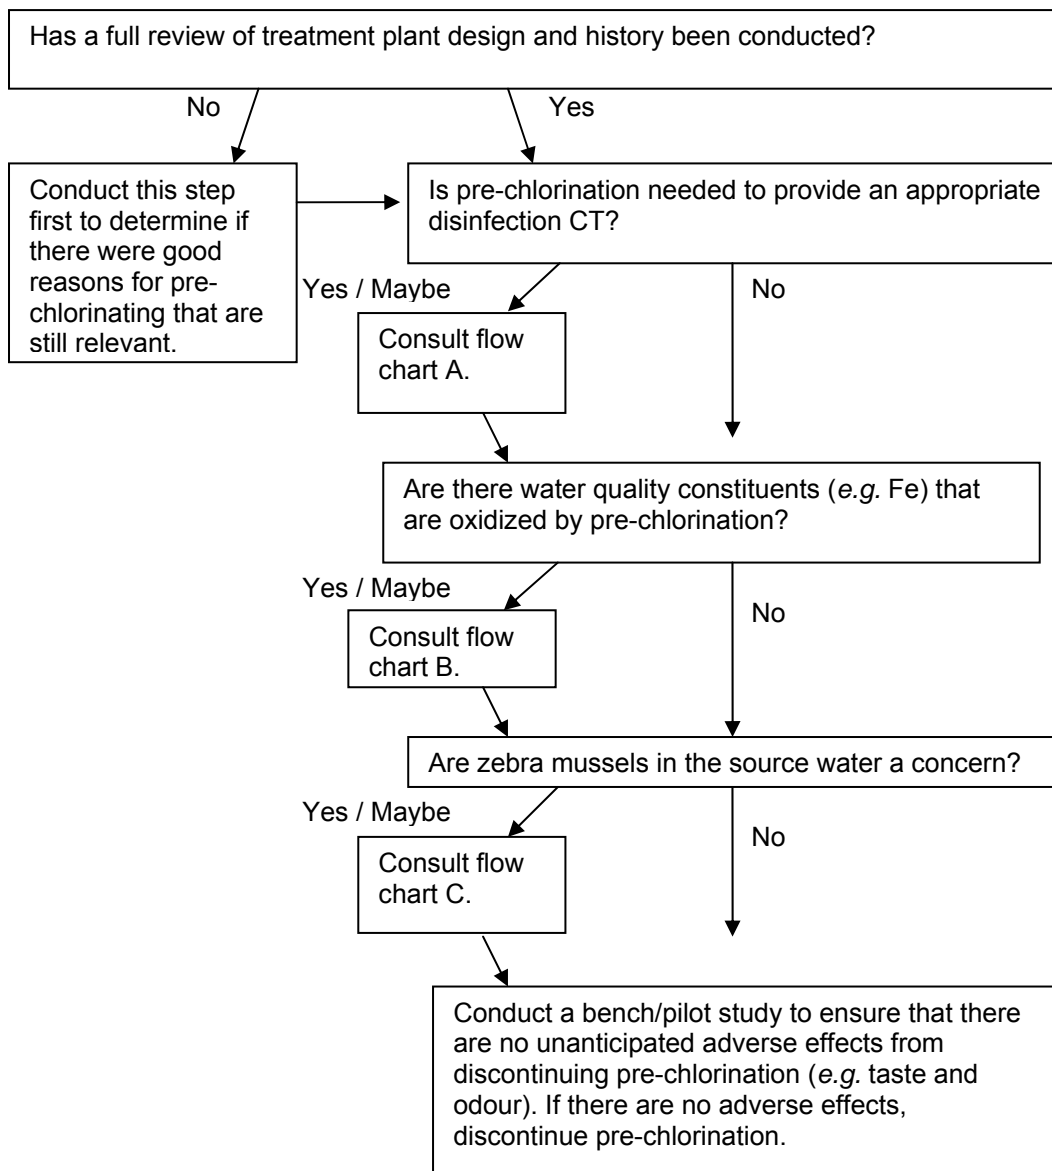 Has a full review of treatment plant design and history been conducted?
No
Yes
Conduct this step
first to determine if
there were good
reasons for pre-
chlorinating that are
still relevant.
Is pre-chlorination needed to provide an appropriate
disinfection CT?
Yes / Maybe
No
Consult flow
chart A.
Are there water quality constituents (e.g. Fe) that
are oxidized by pre-chlorination?
Yes / Maybe
No
Consult flow
chart B.
Are zebra mussels in the source water a concern?
Yes / Maybe
No
Consult flow
chart C.
Conduct a bench/pilot study to ensure that there
are no unanticipated adverse effects from
discontinuing pre-chlorination (e.g. taste and
odour). If there are no adverse effects,
discontinue pre-chlorination.